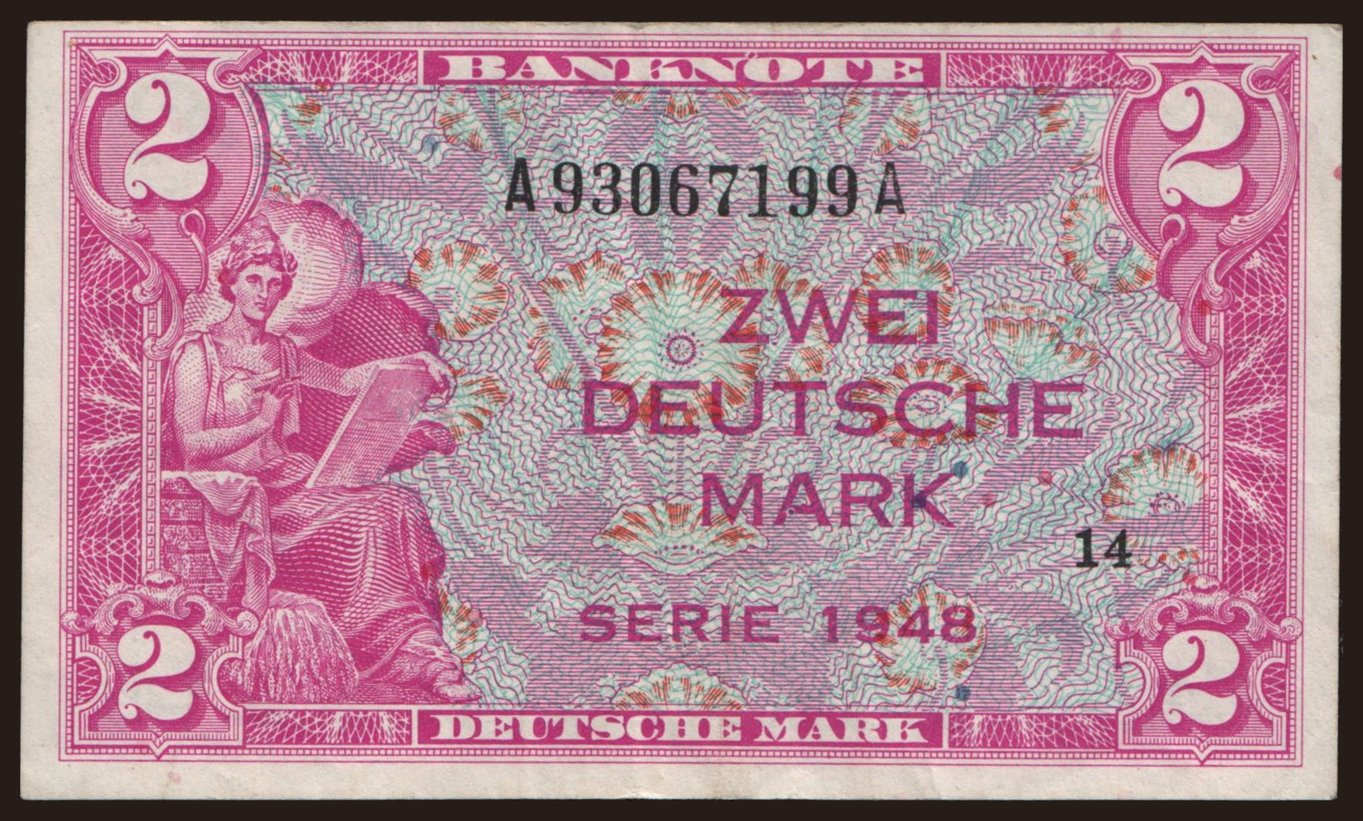 2 BANKNOTE 2
A93067199A
ZWEI
DEUTSCHE
MARK
14
SERIE 1948
2 DEUTSCHE MARK 2